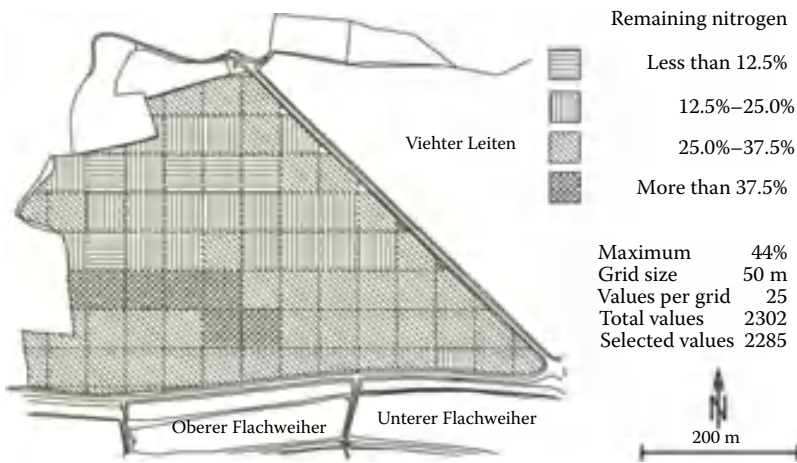 Remaining nitrogen
Less than 12.5%
12.5%–25.0%
25.0%–37.5%
More than 37.5%
Viehter Leiten
Maximum 44%
Grid size 50 m
Values per grid 25
Total values 2302
Selected values 2285
N
200 m
Oberer Flachweiher
Unterer Flachweiher